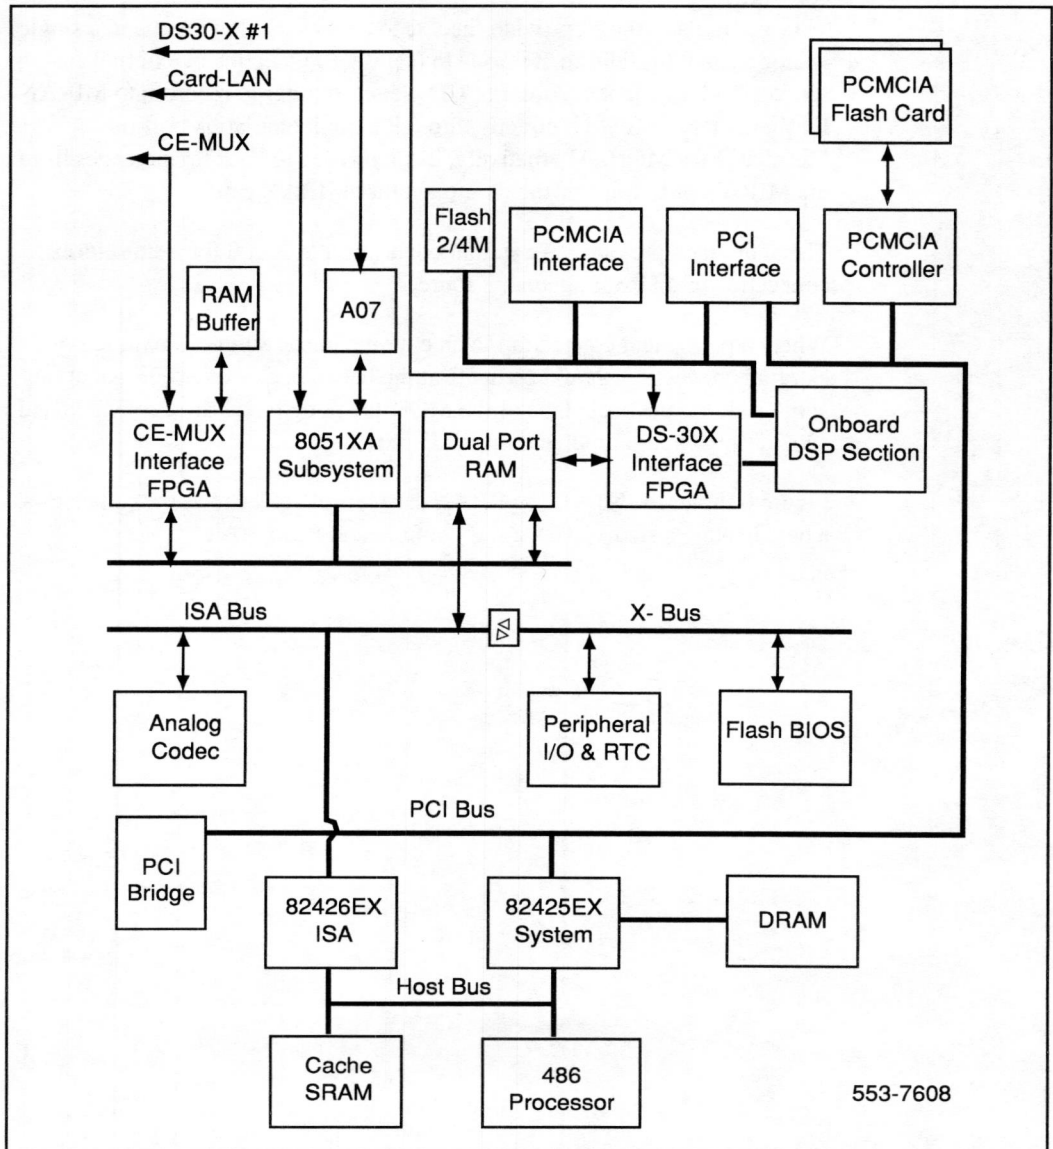 DS30-X #1
Card-LAN
CE-MUX
PCMCIA
Flash Card
Flash
2/4M
PCMCIA
Interface
PCI
Interface
PCMCIA
Controller
RAM
Buffer
A07
CE-MUX
Interface
FPGA
8051XA
Subsystem
Dual Port
RAM
DS-30X
Interface
FPGA
Onboard
DSP Section
ISA Bus
X- Bus
Analog
Codec
Peripheral
I/O & RTC
Flash BIOS
PCI Bus
PCI
Bridge
82426EX
ISA
82425EX
System
DRAM
Host Bus
Cache
SRAM
486
Processor
553-7608